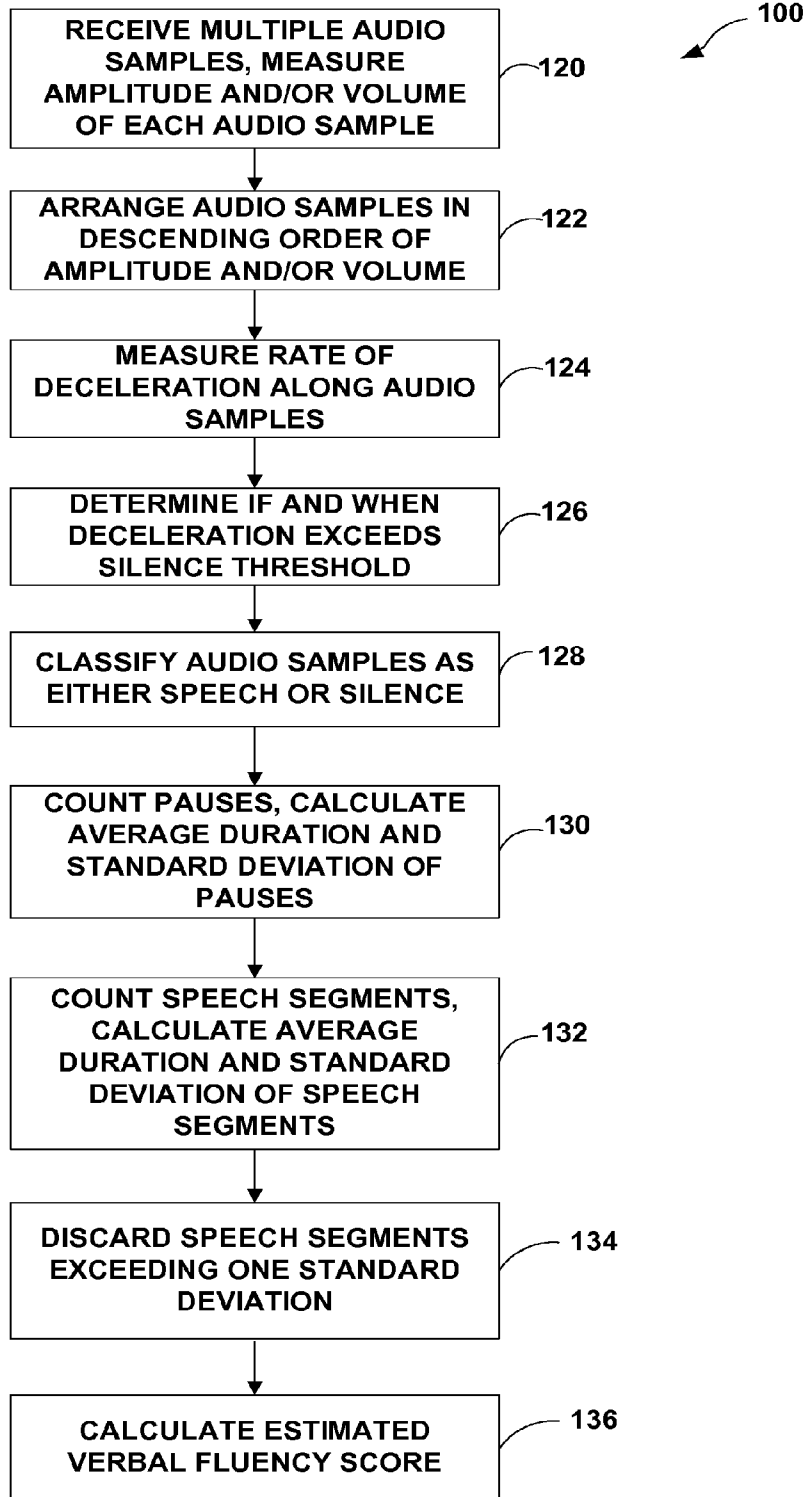 100
RECEIVE MULTIPLE AUDIO
SAMPLES, MEASURE
AMPLITUDE AND/OR VOLUME
OF EACH AUDIO SAMPLE
120
ARRANGE AUDIO SAMPLES IN
DESCENDING ORDER OF
AMPLITUDE AND/OR VOLUME
122
MEASURE RATE OF
DECELERATION ALONG AUDIO
SAMPLES
124
DETERMINE IF AND WHEN
DECELERATION EXCEEDS
SILENCE THRESHOLD
126
CLASSIFY AUDIO SAMPLES AS
EITHER SPEECH OR SILENCE
128
COUNT PAUSES, CALCULATE
AVERAGE DURATION AND
STANDARD DEVIATION OF
PAUSES
130
COUNT SPEECH SEGMENTS,
CALCULATE AVERAGE
DURATION AND STANDARD
DEVIATION OF SPEECH
SEGMENTS
132
DISCARD SPEECH SEGMENTS
EXCEEDING ONE STANDARD
DEVIATION
134
CALCULATE ESTIMATED
VERBAL FLUENCY SCORE
136